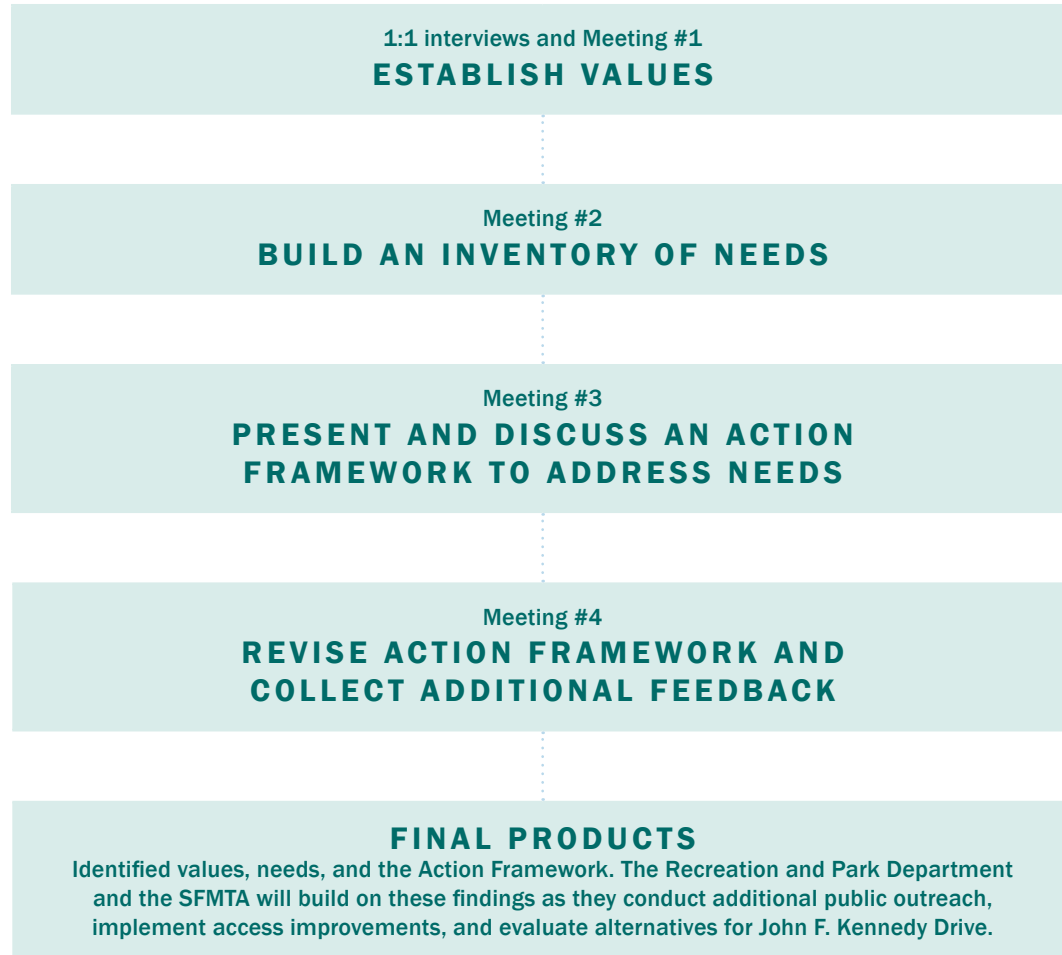 1:1 interviews and Meeting #1
ESTABLISH VALUES
Meeting #2
BUILD AN INVENTORY OF NEEDS
Meeting #3
PRESENT AND DISCUSS AN ACTION
FRAMEWORK TO ADDRESS NEEDS
Meeting #4
REVISE ACTION FRAMEWORK AND
COLLECT ADDITIONAL FEEDBACK
FINAL PRODUCTS
Identified values, needs, and the Action Framework. The Recreation and Park Department
and the SFMTA will build on these findings as they conduct additional public outreach,
implement access improvements, and evaluate alternatives for John F. Kennedy Drive.